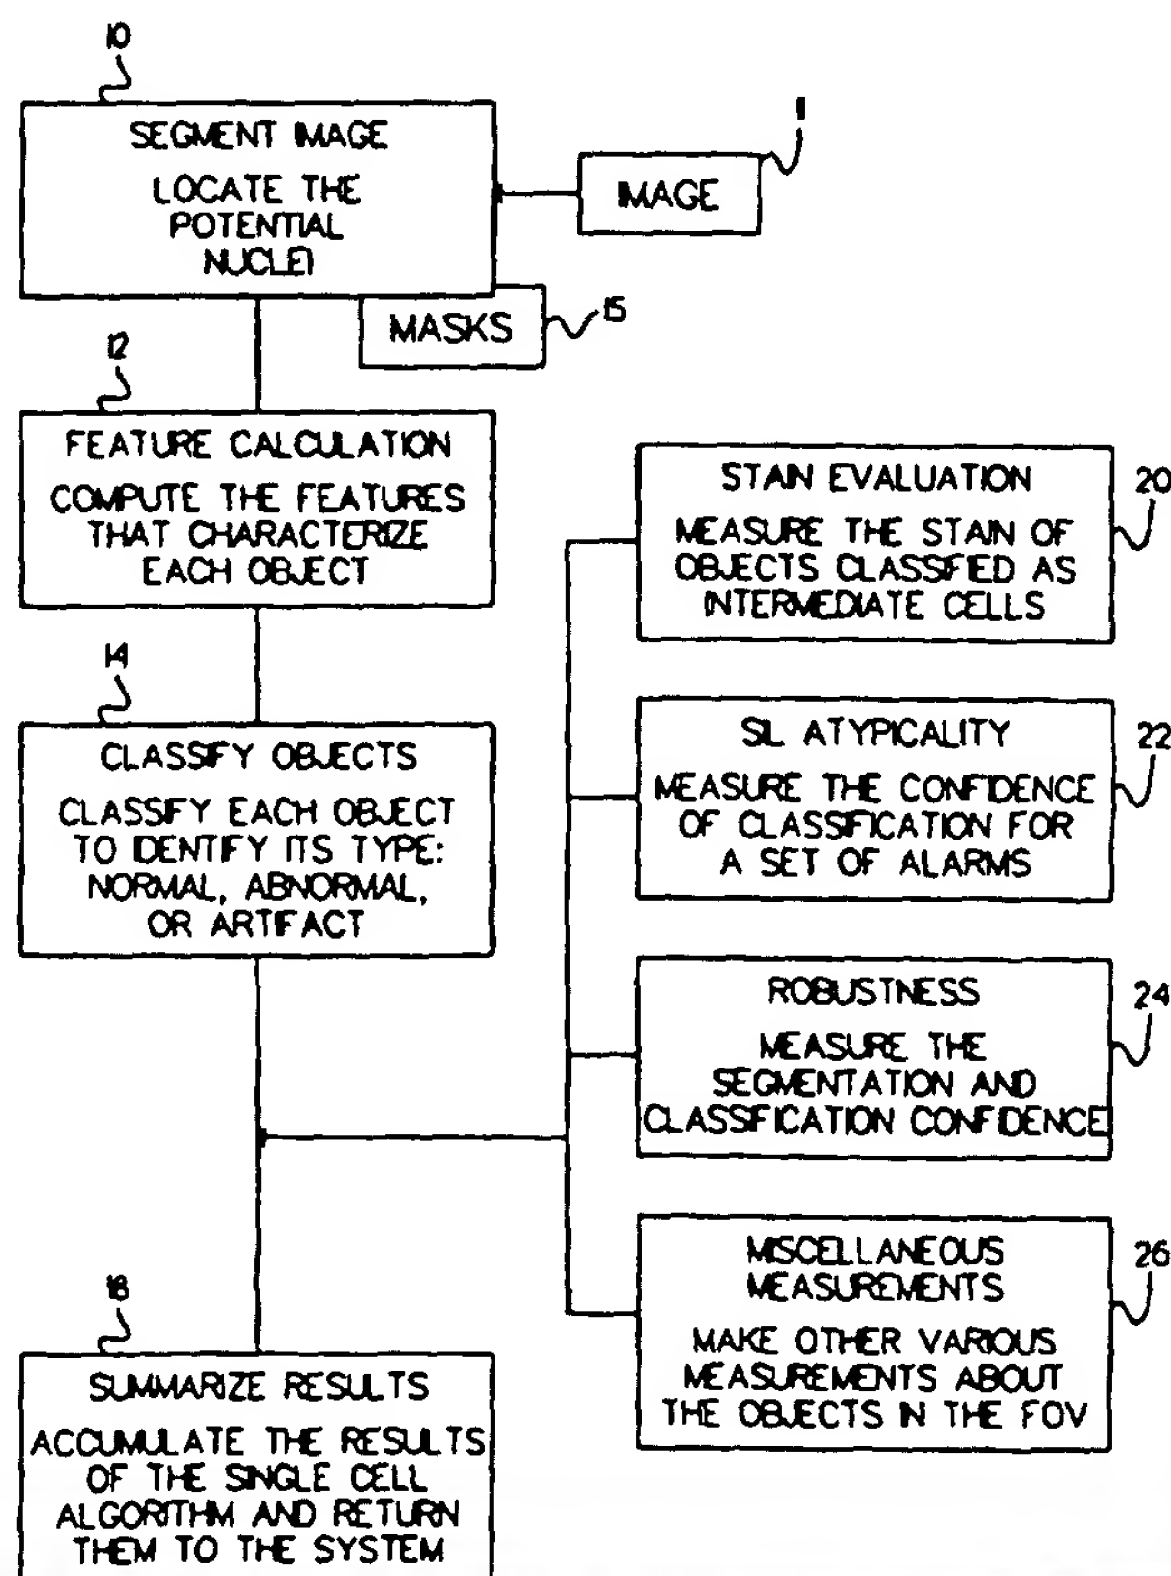 10
SEGMENT IMAGE
LOCATE THE
POTENTIAL
NUCLEI
1
IMAGE
MASKS
15
12
FEATURE CALCULATION
COMPUTE THE FEATURES
THAT CHARACTERIZE
EACH OBJECT
14
CLASSIFY OBJECTS
CLASSIFY EACH OBJECT
TO IDENTIFY ITS TYPE:
NORMAL, ABNORMAL,
OR ARTIFACT
20
STAIN EVALUATION
MEASURE THE STAIN OF
OBJECTS CLASSIFIED AS
INTERMEDIATE CELLS
22
SIL ATYPICALITY
MEASURE THE CONFIDENCE
OF CLASSIFICATION FOR
A SET OF ALARMS
24
ROBUSTNESS
MEASURE THE
SEGMENTATION AND
CLASSIFICATION CONFIDENCE
26
MISCELLANEOUS
MEASUREMENTS
MAKE OTHER VARIOUS
MEASUREMENTS ABOUT
THE OBJECTS IN THE FOV
18
SUMMARIZE RESULTS
ACCUMULATE THE RESULTS
OF THE SINGLE CELL
ALGORITHM AND RETURN
THEM TO THE SYSTEM